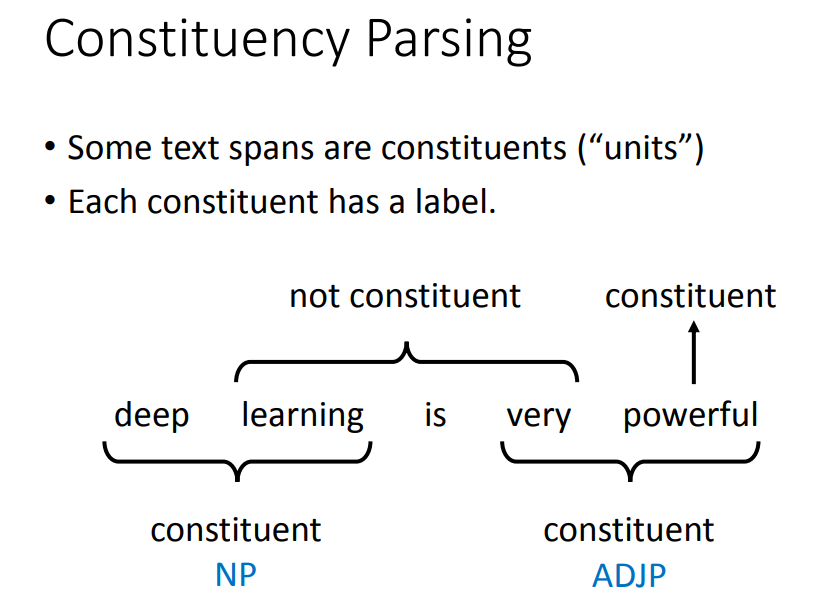 Constituency Parsing
• Some text spans are constituents (“units”)
• Each constituent has a label.
not constituent constituent
deep learning is very powerful
constituent constituent
NP ADJP